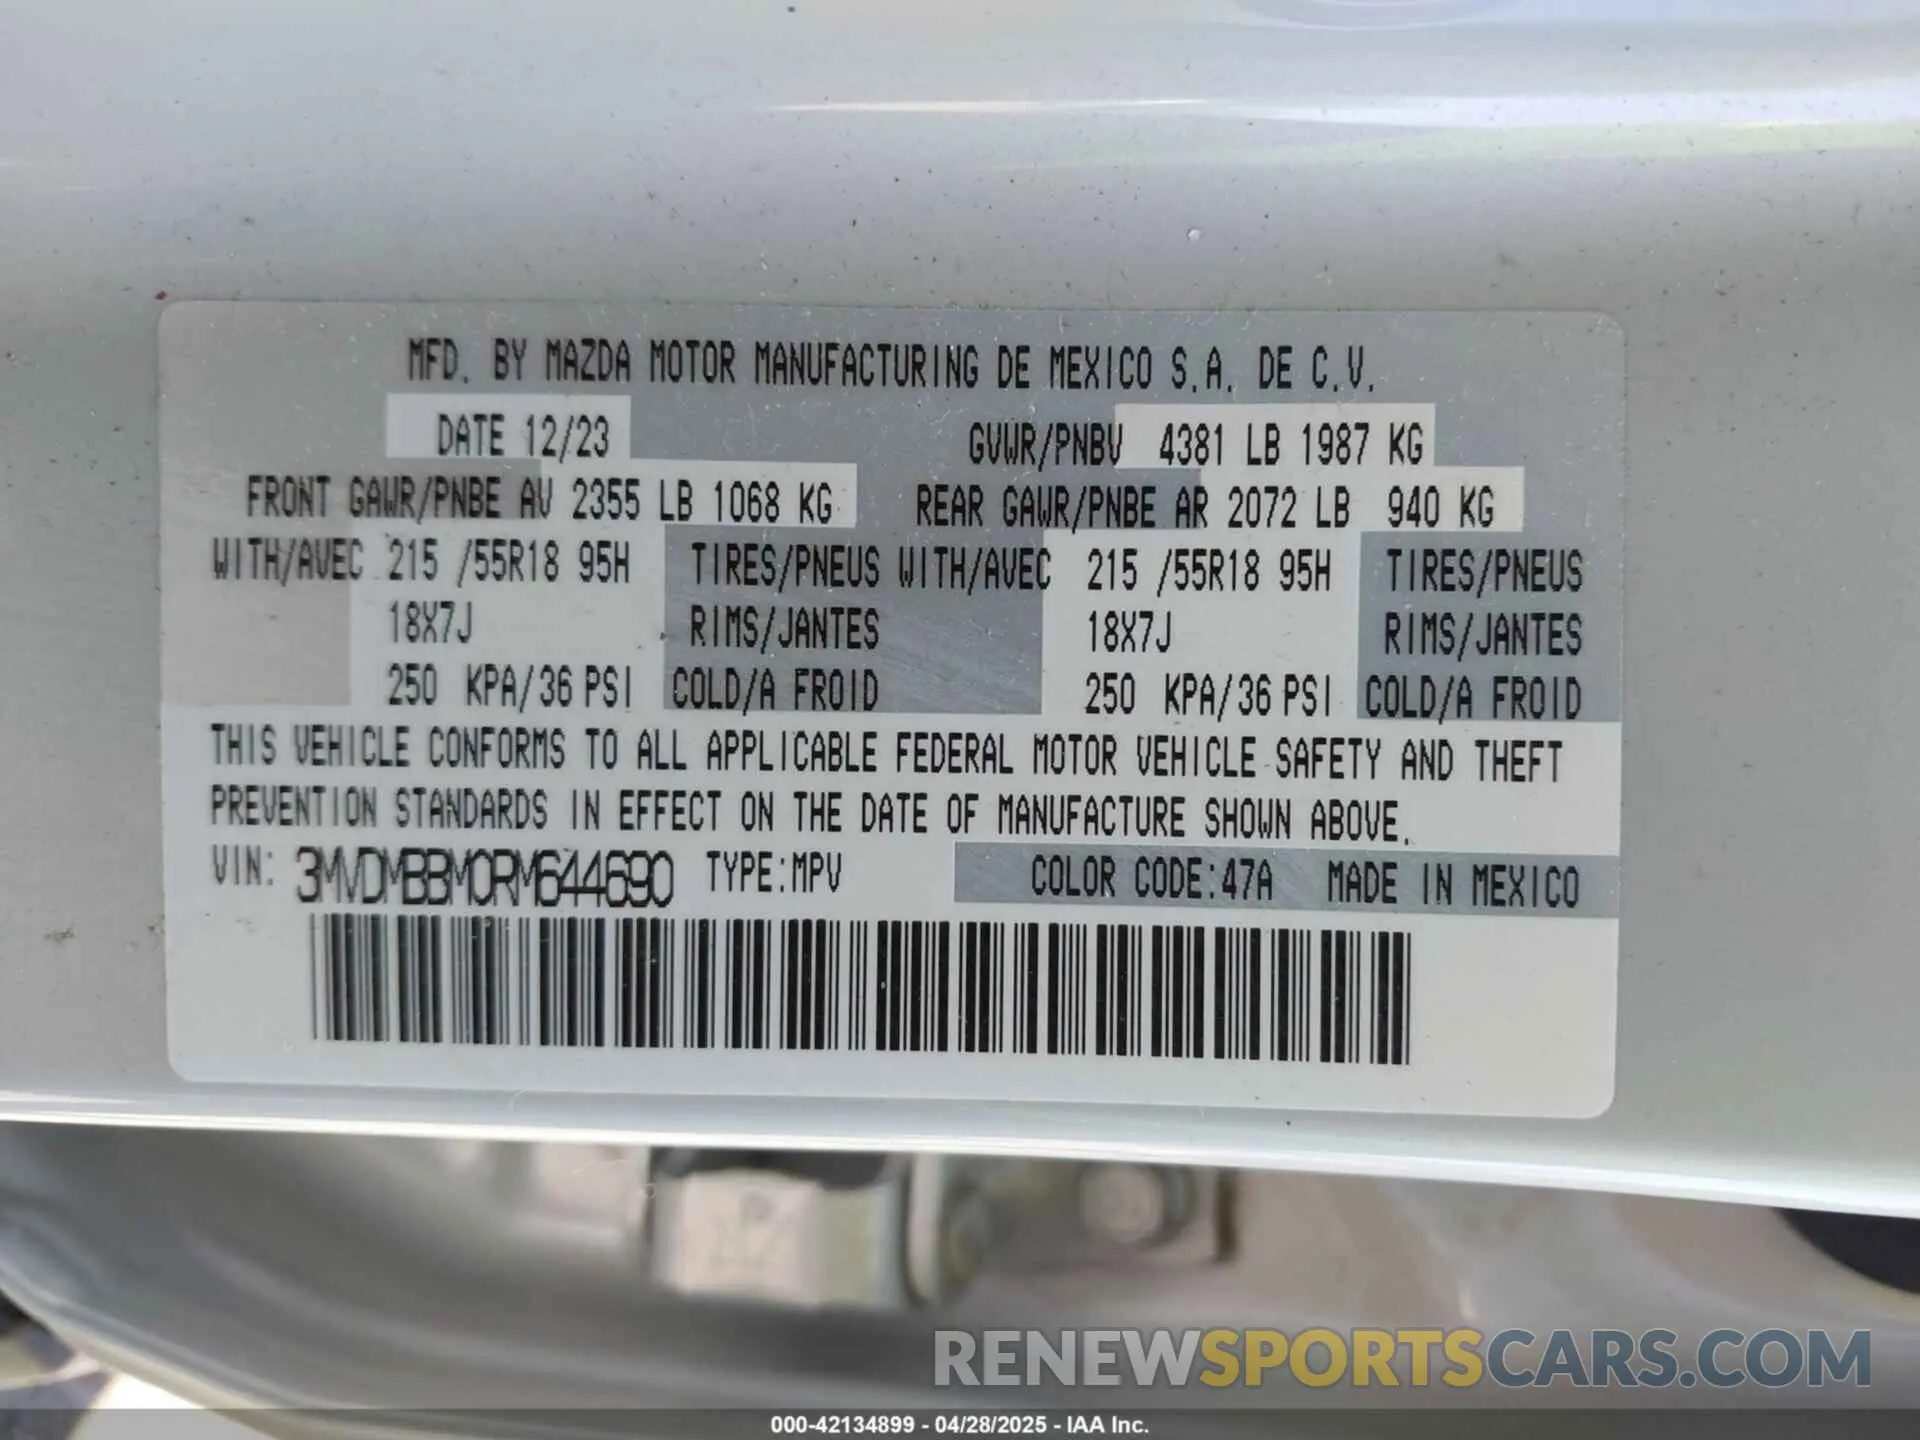 MFD. BY MAZDA MOTOR MANUFACTURING DE MEXICO S.A. DE C.V.
DATE 12/23 GVWR/PNBV 4381 LB 1987 KG
FRONT GAWR/PNBE AV 2355 LB 1068 KG REAR GAWR/PNBE AR 2072 LB 940 KG
WITH/AVEC 215 /55R18 95H TIRES/PNEUS WITH/AVEC 215 /55R18 95H TIRES/PNEUS
18X7J RIMS/JANTES 18X7J RIMS/JANTES
250 KPA/36 PSI COLD/A FROID 250 KPA/36 PSI COLD/A FROID
THIS VEHICLE CONFORMS TO ALL APPLICABLE FEDERAL MOTOR VEHICLE SAFETY AND THEFT
PREVENTION STANDARDS IN EFFECT ON THE DATE OF MANUFACTURE SHOWN ABOVE.
VIN: 3MVDMBBM0RM644690 TYPE:MPV COLOR CODE:47A MADE IN MEXICO
RENEWSPORTSCARS.COM
000-42134899 - 04/28/2025 - IAA Inc.